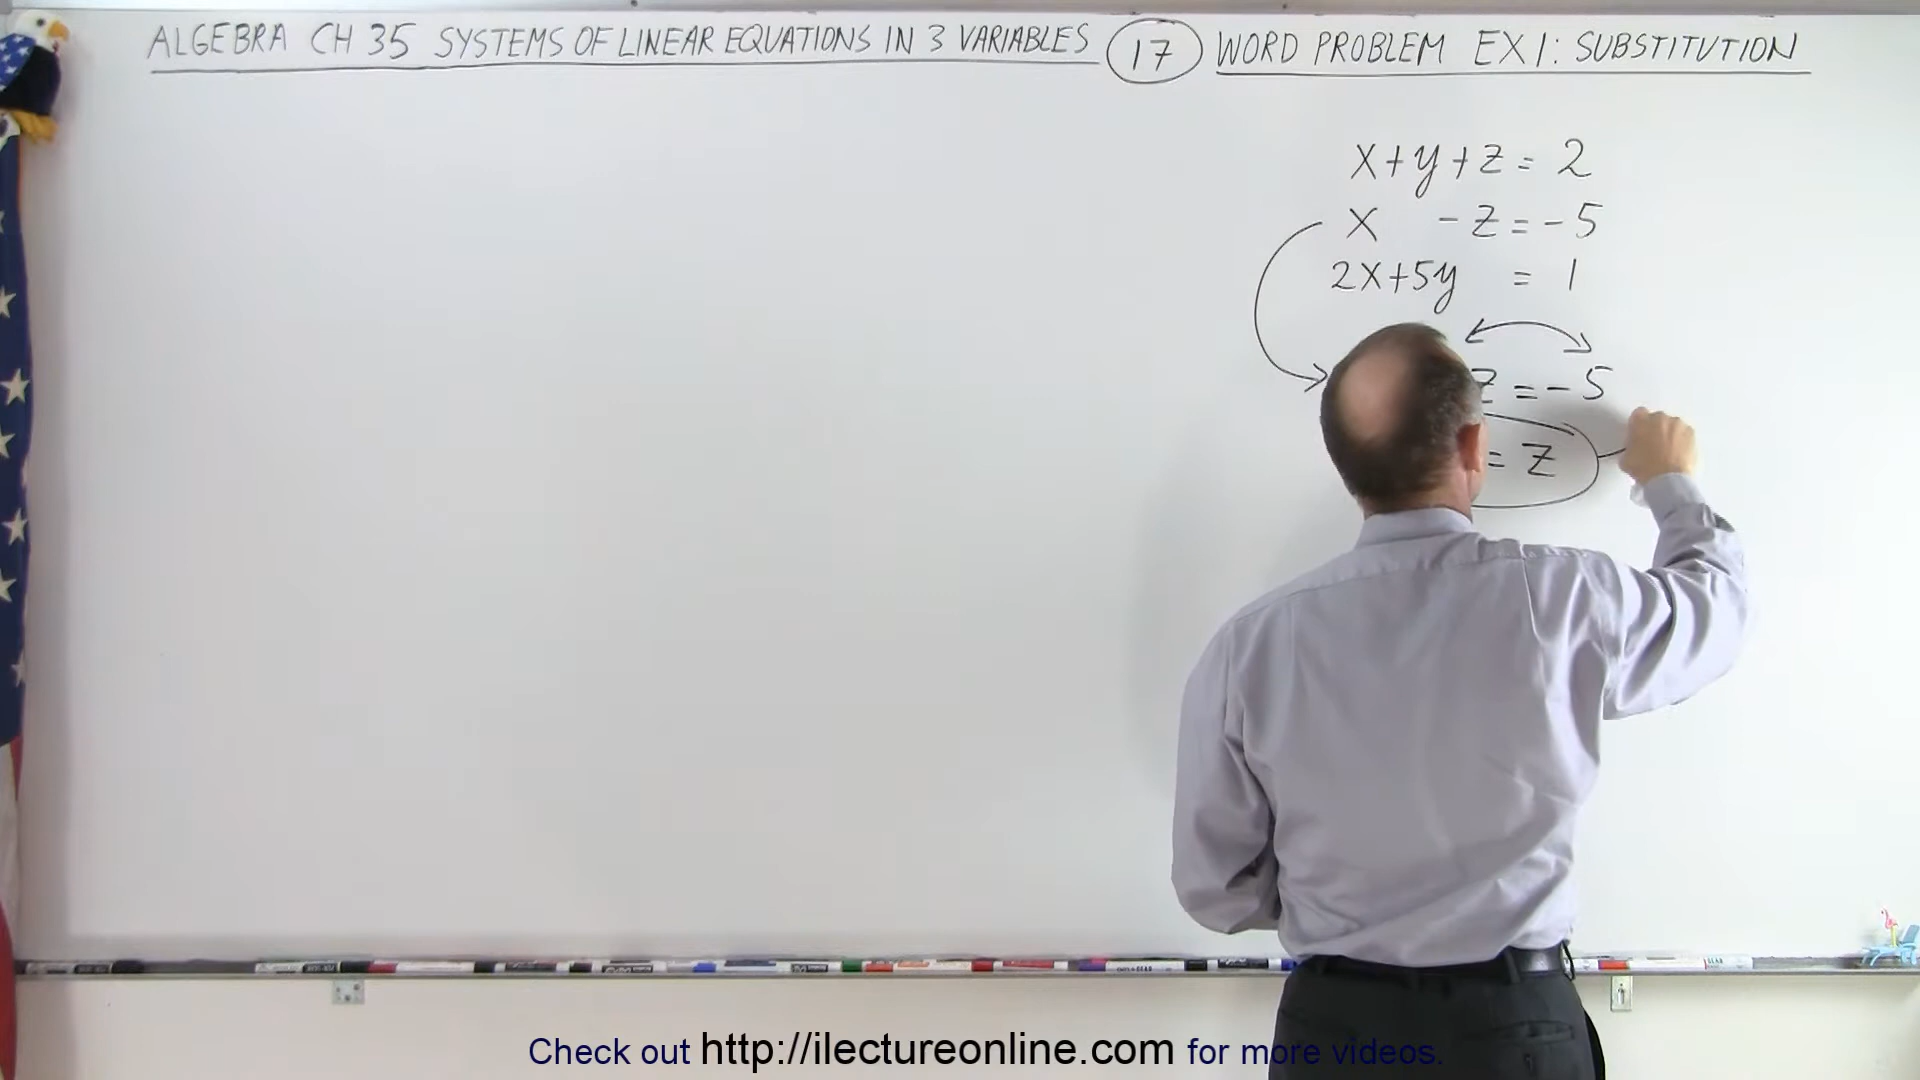 ALGEBRA CH 35 SYSTEMS OF LINEAR EQUATIONS IN 3 VARIABLES 17 WORD PROBLEM EX 1: SUBSTITUTION
x+y+z = 2
x -z = -5
2x+5y = 1
z = -5
= z
Check out http://ilectureonline.com for more videos.